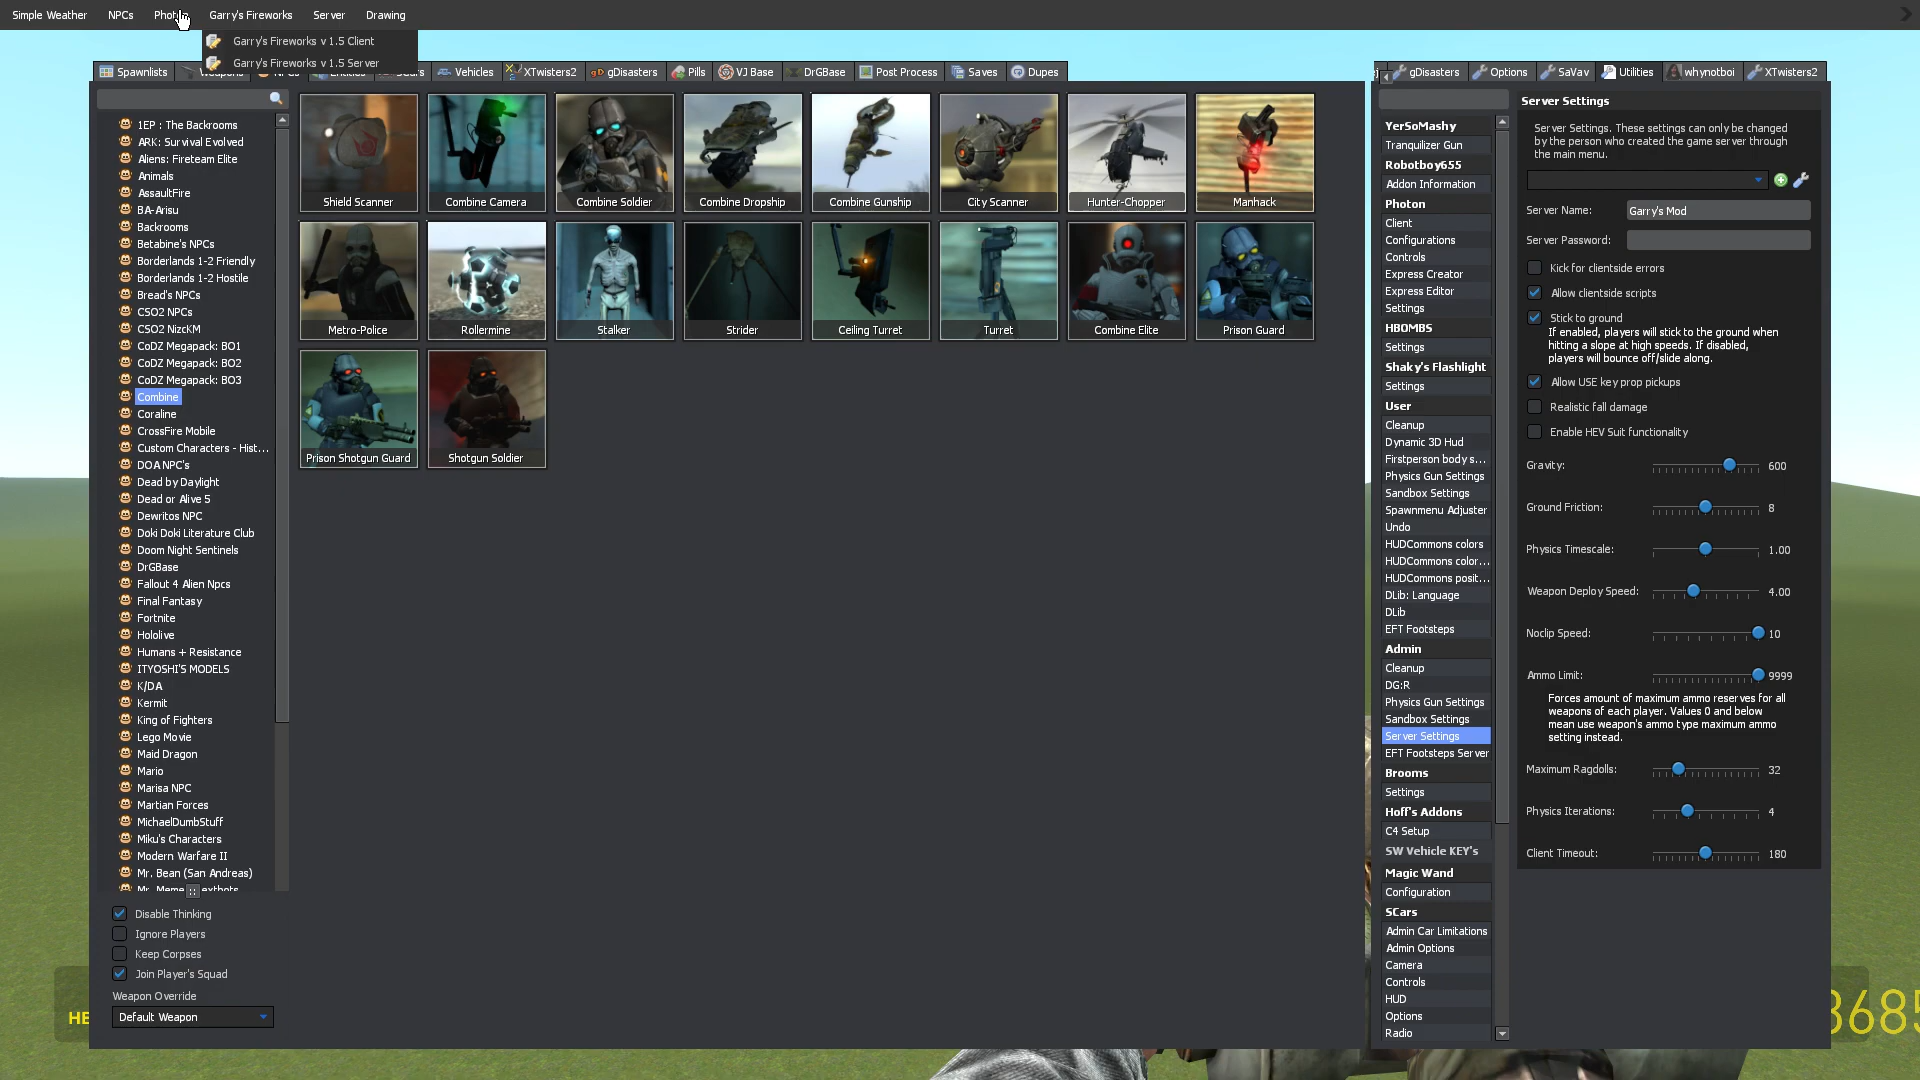 Simple Weather NPCs Garry's Fireworks Server Drawing
Garry's Fireworks v 1.5 Client
Garry's Fireworks v 1.5 Server
Spawnlists Vehicles XTwisters2 gDisasters Pills VJ Base DrGBase Post Process Saves Dupes
gDisasters Options SaVav Utilities whynotboi XTwisters2
1EP : The Backrooms
ARK: Survival Evolved
Aliens: Fireteam Elite
Animals
AssaultFire
BA-Arisu
Backrooms
Betabine's NPCs
Borderlands 1-2 Friendly
Borderlands 1-2 Hostile
Bread's NPCs
CSO2 NPCs
CSO2 NizcKM
CoDZ Megapack: BO1
CoDZ Megapack: BO2
CoDZ Megapack: BO3
Combine
Coraline
CrossFire Mobile
Custom Characters - Hist...
DOA NPC's
Dead by Daylight
Dead or Alive 5
Dewritos NPC
Doki Doki Literature Club
Doom Night Sentinels
DrGBase
Fallout 4 Alien Npcs
Final Fantasy
Fortnite
Hololive
Humans + Resistance
ITYOSHI'S MODELS
K/DA
Kermit
King of Fighters
Lego Movie
Maid Dragon
Mario
Marisa NPC
Martian Forces
MichaelDumbStuff
Miku's Characters
Modern Warfare II
Mr. Bean (San Andreas)
Disable Thinking
Ignore Players
Keep Corpses
Join Player's Squad
Weapon Override
Default Weapon
Shield Scanner
Combine Camera
Combine Soldier
Combine Dropship
Combine Gunship
City Scanner
Hunter-Chopper
Manhack
Metro-Police
Rollermine
Stalker
Strider
Ceiling Turret
Turret
Combine Elite
Prison Guard
Prison Shotgun Guard
Shotgun Soldier
YerSoMashy
Tranquilizer Gun
Robotboy655
Addon Information
Photon
Client
Configurations
Controls
Express Creator
Express Editor
Settings
HBOMBS
Settings
Shaky's Flashlight
Settings
User
Cleanup
Dynamic 3D Hud
Firstperson body s...
Physics Gun Settings
Sandbox Settings
Spawnmenu Adjuster
Undo
HUDCommons colors
HUDCommons color...
HUDCommons posit...
DLib: Language
DLib
EFT Footsteps
Admin
Cleanup
DG:R
Physics Gun Settings
Sandbox Settings
Server Settings
EFT Footsteps Server
Brooms
Settings
Hoff's Addons
C4 Setup
SW Vehicle KEY's
Magic Wand
Configuration
SCars
Admin Car Limitations
Admin Options
Camera
Controls
HUD
Options
Radio
Server Settings
Server Settings. These settings can only be changed
by the person who created the game server through
the main menu.
Server Name: Garry's Mod
Server Password:
Kick for clientside errors
Allow clientside scripts
Stick to ground
If enabled, players will stick to the ground when
hitting a slope at high speeds. If disabled,
players will bounce off/slide along.
Allow USE key prop pickups
Realistic fall damage
Enable HEV Suit functionality
Gravity: 600
Ground Friction: 8
Physics Timescale: 1.00
Weapon Deploy Speed: 4.00
Noclip Speed: 10
Ammo Limit: 9999
Forces amount of maximum ammo reserves for all
weapons of each player. Values 0 and below
mean use weapon's ammo type maximum ammo
setting instead.
Maximum Ragdolls: 32
Physics Iterations: 4
Client Timeout: 180